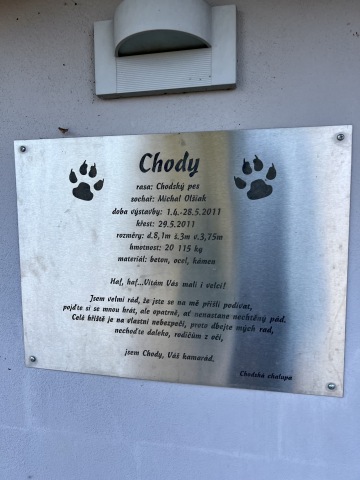 Chody
rasa: Chodský pes
sochař: Michal Olšiak
doba výstavby: 1.4.-28.5.2011
křest: 29.5.2011
rozměry: d.8,1m š.3m v.3,75m
hmotnost: 20 115 kg
materiál: beton, ocel, kámen
Haf, haf...Vítám Vás malí i velcí!
Jsem velmi rád, že jste se na mě přišli podívat,
pojďte si se mnou hrát, ale opatrně, ať nenastane nechtěný pád.
Celé hřiště je na vlastní nebezpečí, proto dbejte mých rad,
nechoďte daleko, rodičům z očí,
jsem Chody, Váš kamarád.
Chodská chalupa